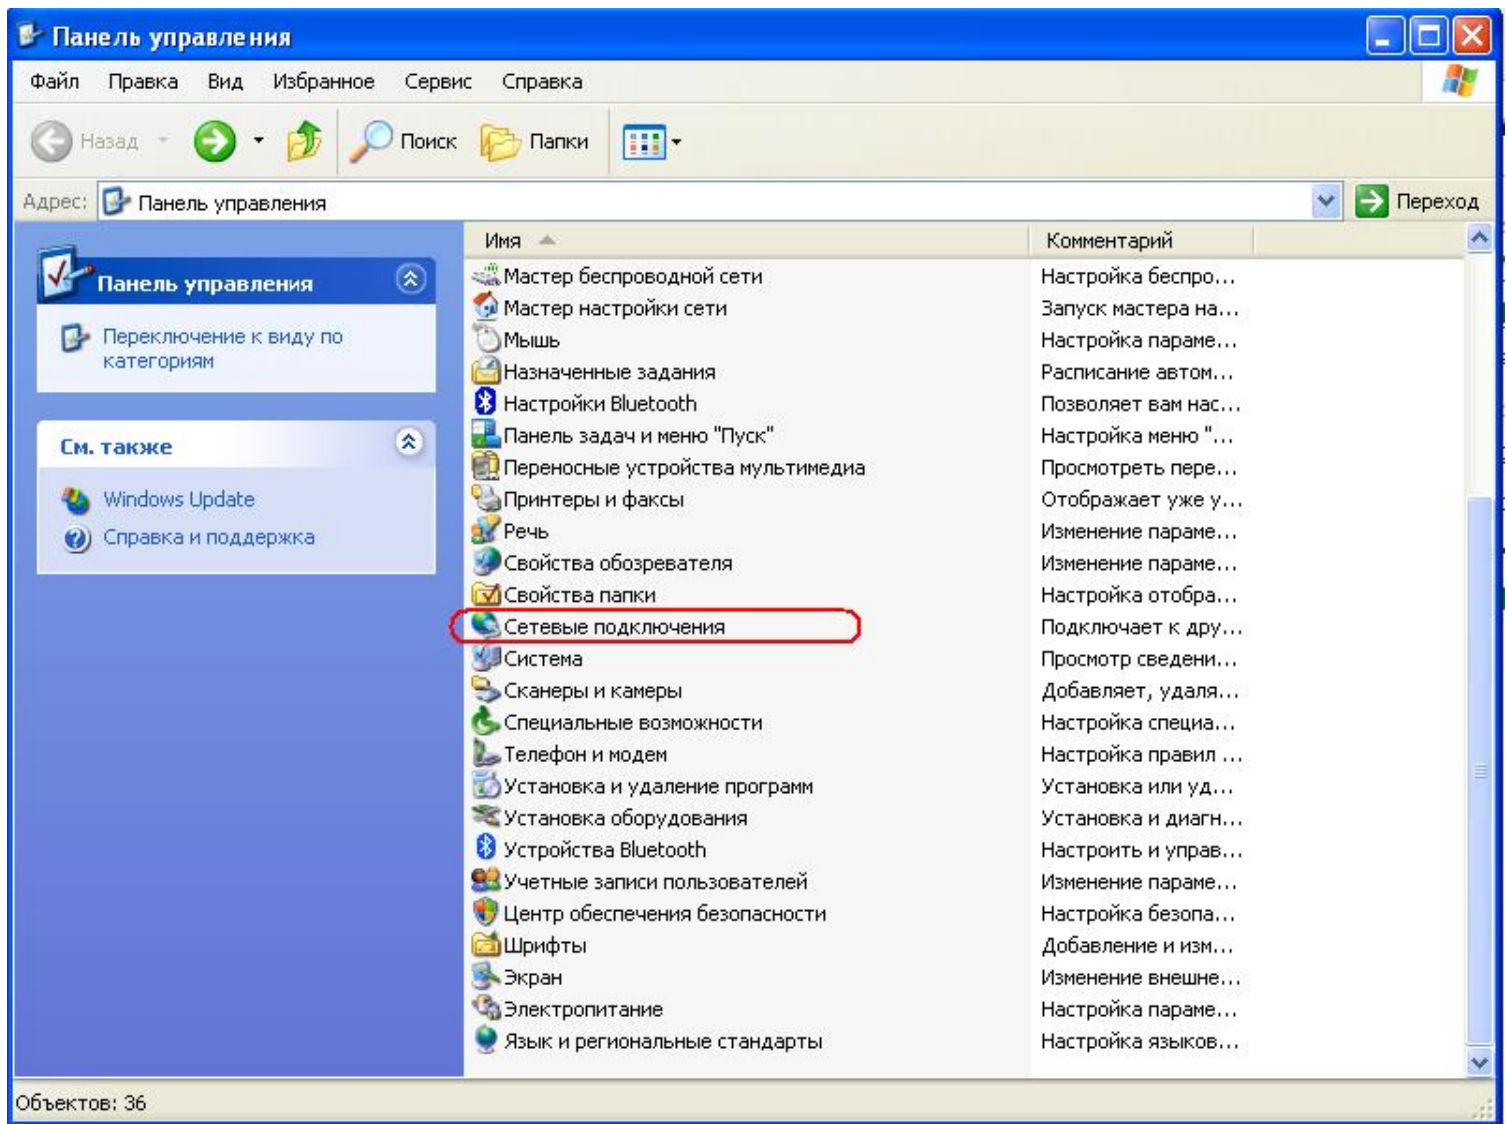 Панель управления
Файл Правка Вид Избранное Сервис Справка
Назад Поиск Папки
Адрес: Панель управления Переход
Панель управления
Переключение к виду по
категориям
См. также
Windows Update
Справка и поддержка
Имя Комментарий
Мастер беспроводной сети Настройка беспро...
Мастер настройки сети Запуск мастера на...
Мышь Настройка параме...
Назначенные задания Расписание автом...
Настройки Bluetooth Позволяет вам нас...
Панель задач и меню "Пуск" Настройка меню "...
Переносные устройства мультимедиа Просмотреть пере...
Принтеры и факсы Отображает уже у...
Речь Изменение параме...
Свойства обозревателя Изменение параме...
Свойства папки Настройка отобра...
Сетевые подключения Подключает к дру...
Система Просмотр сведени...
Сканеры и камеры Добавляет, удаля...
Специальные возможности Настройка специа...
Телефон и модем Настройка правил ...
Установка и удаление программ Установка или уд...
Установка оборудования Установка и диагн...
Устройства Bluetooth Настроить и управ...
Учетные записи пользователей Изменение параме...
Центр обеспечения безопасности Настройка безопа...
Шрифты Добавление и изм...
Экран Изменение внешне...
Электропитание Настройка параме...
Язык и региональные стандарты Настройка языков...
Объектов: 36